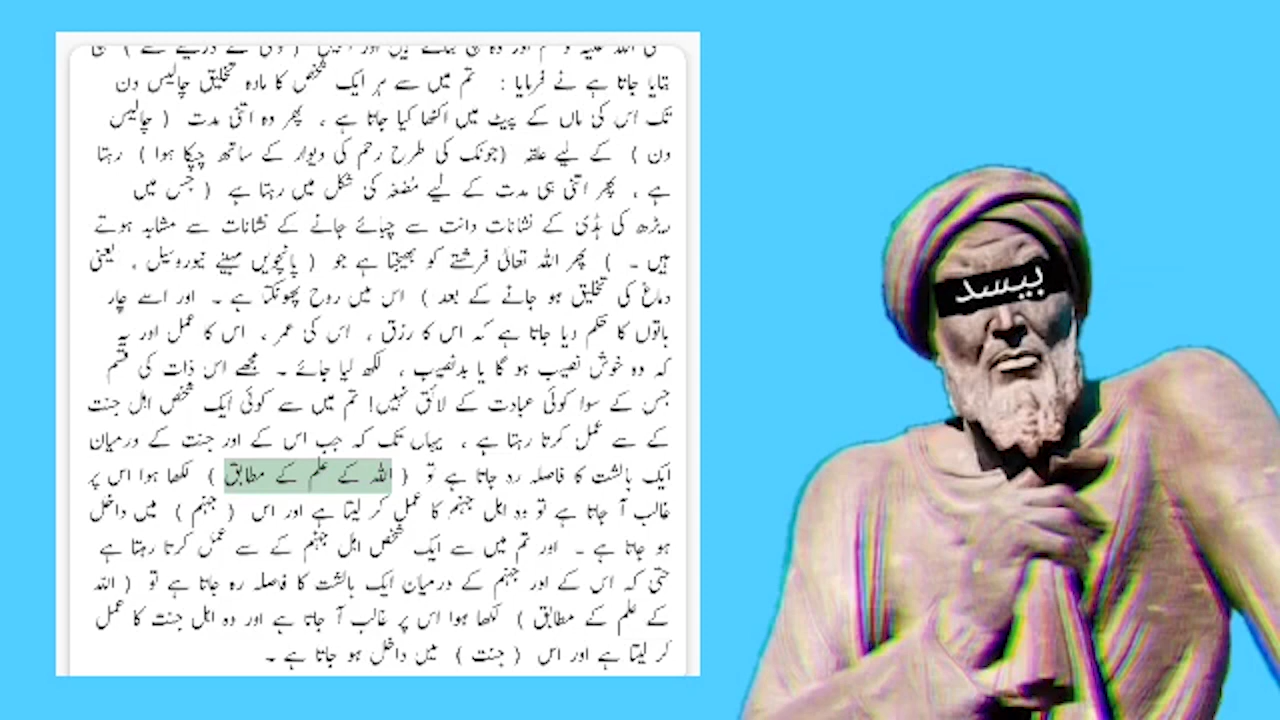 بتایا جاتا ہے نے فرمایا : تم میں سے ہر ایک شخص کا مادہ تخلیق چالیس دن
تک اس کی ماں کے پیٹ میں اکٹھا کیا جاتا ہے ، پھر وہ اتنی مدت ( چالیس
دن ) کے لیے علقہ (جونک کی طرح رحم کی دیوار کے ساتھ چپکا ہوا ) رہتا
ہے ، پھر اتنی ہی مدت کے لیے مُضغہ کی شکل میں رہتا ہے ( جس میں
ریڑھ کی ہڈی کے نشانات دانت سے چبائے جانے کے نشانات سے مشابہ ہوتے
ہیں ۔ ) پھر اللہ تعالیٰ فرشتے کو بھیجتا ہے جو ( پانچویں مہینے نیوروسیل ، یعنی
دماغ کی تخلیق ہو جانے کے بعد ) اس میں روح پھونکتا ہے ۔ اور اسے چار
باتوں کا حکم دیا جاتا ہے کہ اس کا رزق ، اس کی عمر ، اس کا عمل اور یہ
کہ وہ خوش نصیب ہو گا یا بدنصیب ، لکھ لیا جائے ۔ مجھے اس ذات کی قسم
جس کے سوا کوئی عبادت کے لائق نہیں! تم میں سے کوئی ایک شخص اہل جنت
کے سے عمل کرتا رہتا ہے ، یہاں تک کہ جب اس کے اور جنت کے درمیان
ایک بالشت کا فاصلہ رہ جاتا ہے تو ( اللہ کے علم کے مطابق ) لکھا ہوا اس پر
غالب آ جاتا ہے تو وہ اہل جہنم کا عمل کر لیتا ہے اور اس ( جہنم ) میں داخل
ہو جاتا ہے ۔ اور تم میں سے ایک شخص اہل جہنم کے سے عمل کرتا رہتا ہے
حتیٰ کہ اس کے اور جہنم کے درمیان ایک بالشت کا فاصلہ رہ جاتا ہے تو ( اللہ
کے علم کے مطابق ) لکھا ہوا اس پر غالب آ جاتا ہے اور وہ اہل جنت کا عمل
کر لیتا ہے اور اس ( جنت ) میں داخل ہو جاتا ہے ۔
بیسد